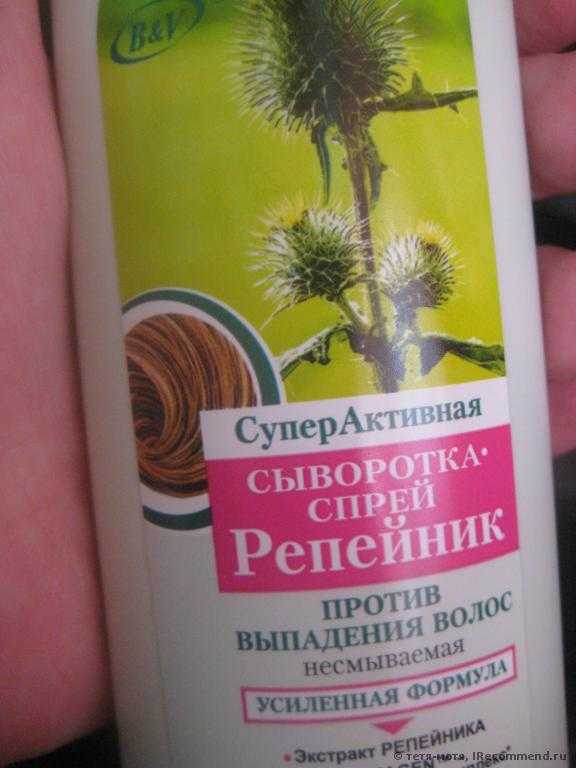 B&V
СуперАктивная
СЫВОРОТКА-
СПРЕЙ
Репейник
ПРОТИВ
ВЫПАДЕНИЯ ВОЛОС
несмываемая
УСИЛЕННАЯ ФОРМУЛА
•Экстракт РЕПЕЙНИКА
© тетя-мотя, IRecommend.ru